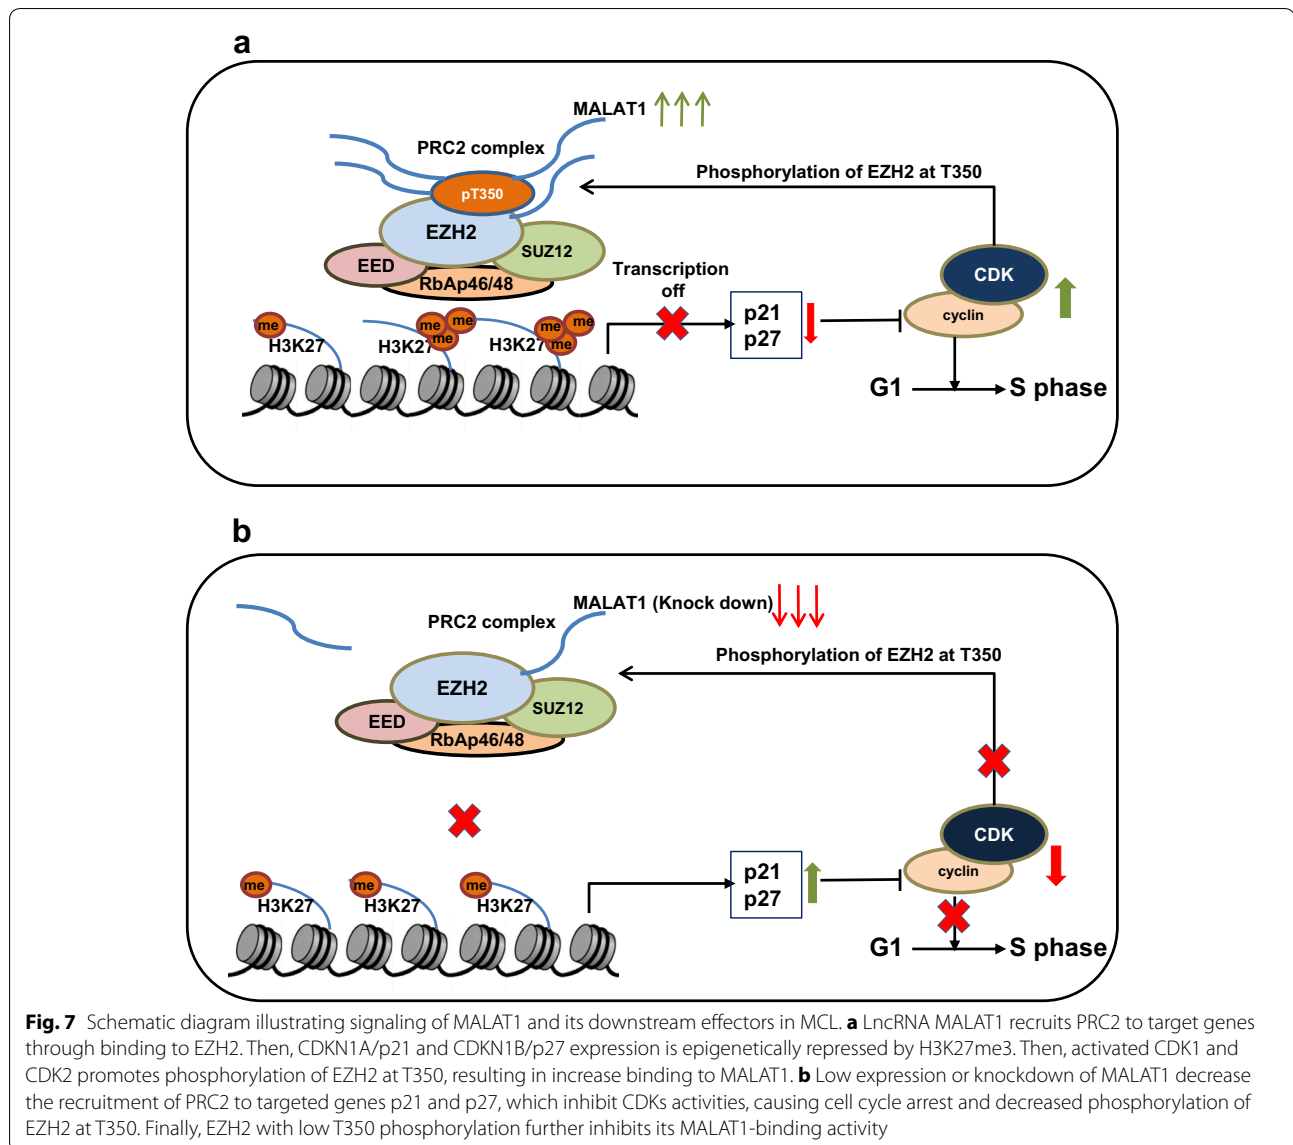 a
MALAT1
PRC2 complex
Phosphorylation of EZH2 at T350
pT350
EZH2
SUZ12
EED
RbAp46/48
Transcription
off
CDK
cyclin
p21
p27
me
H3K27
me
me
me
H3K27
me
me
me
H3K27
G1
S phase
b
MALAT1 (Knock down)
PRC2 complex
Phosphorylation of EZH2 at T350
EZH2
SUZ12
EED
RbAp46/48
CDK
cyclin
p21
p27
me
H3K27
me
H3K27
me
H3K27
G1
S phase
Fig. 7 Schematic diagram illustrating signaling of MALAT1 and its downstream effectors in MCL. a LncRNA MALAT1 recruits PRC2 to target genes
through binding to EZH2. Then, CDKN1A/p21 and CDKN1B/p27 expression is epigenetically repressed by H3K27me3. Then, activated CDK1 and
CDK2 promotes phosphorylation of EZH2 at T350, resulting in increase binding to MALAT1. b Low expression or knockdown of MALAT1 decrease
the recruitment of PRC2 to targeted genes p21 and p27, which inhibit CDKs activities, causing cell cycle arrest and decreased phosphorylation of
EZH2 at T350. Finally, EZH2 with low T350 phosphorylation further inhibits its MALAT1-binding activity